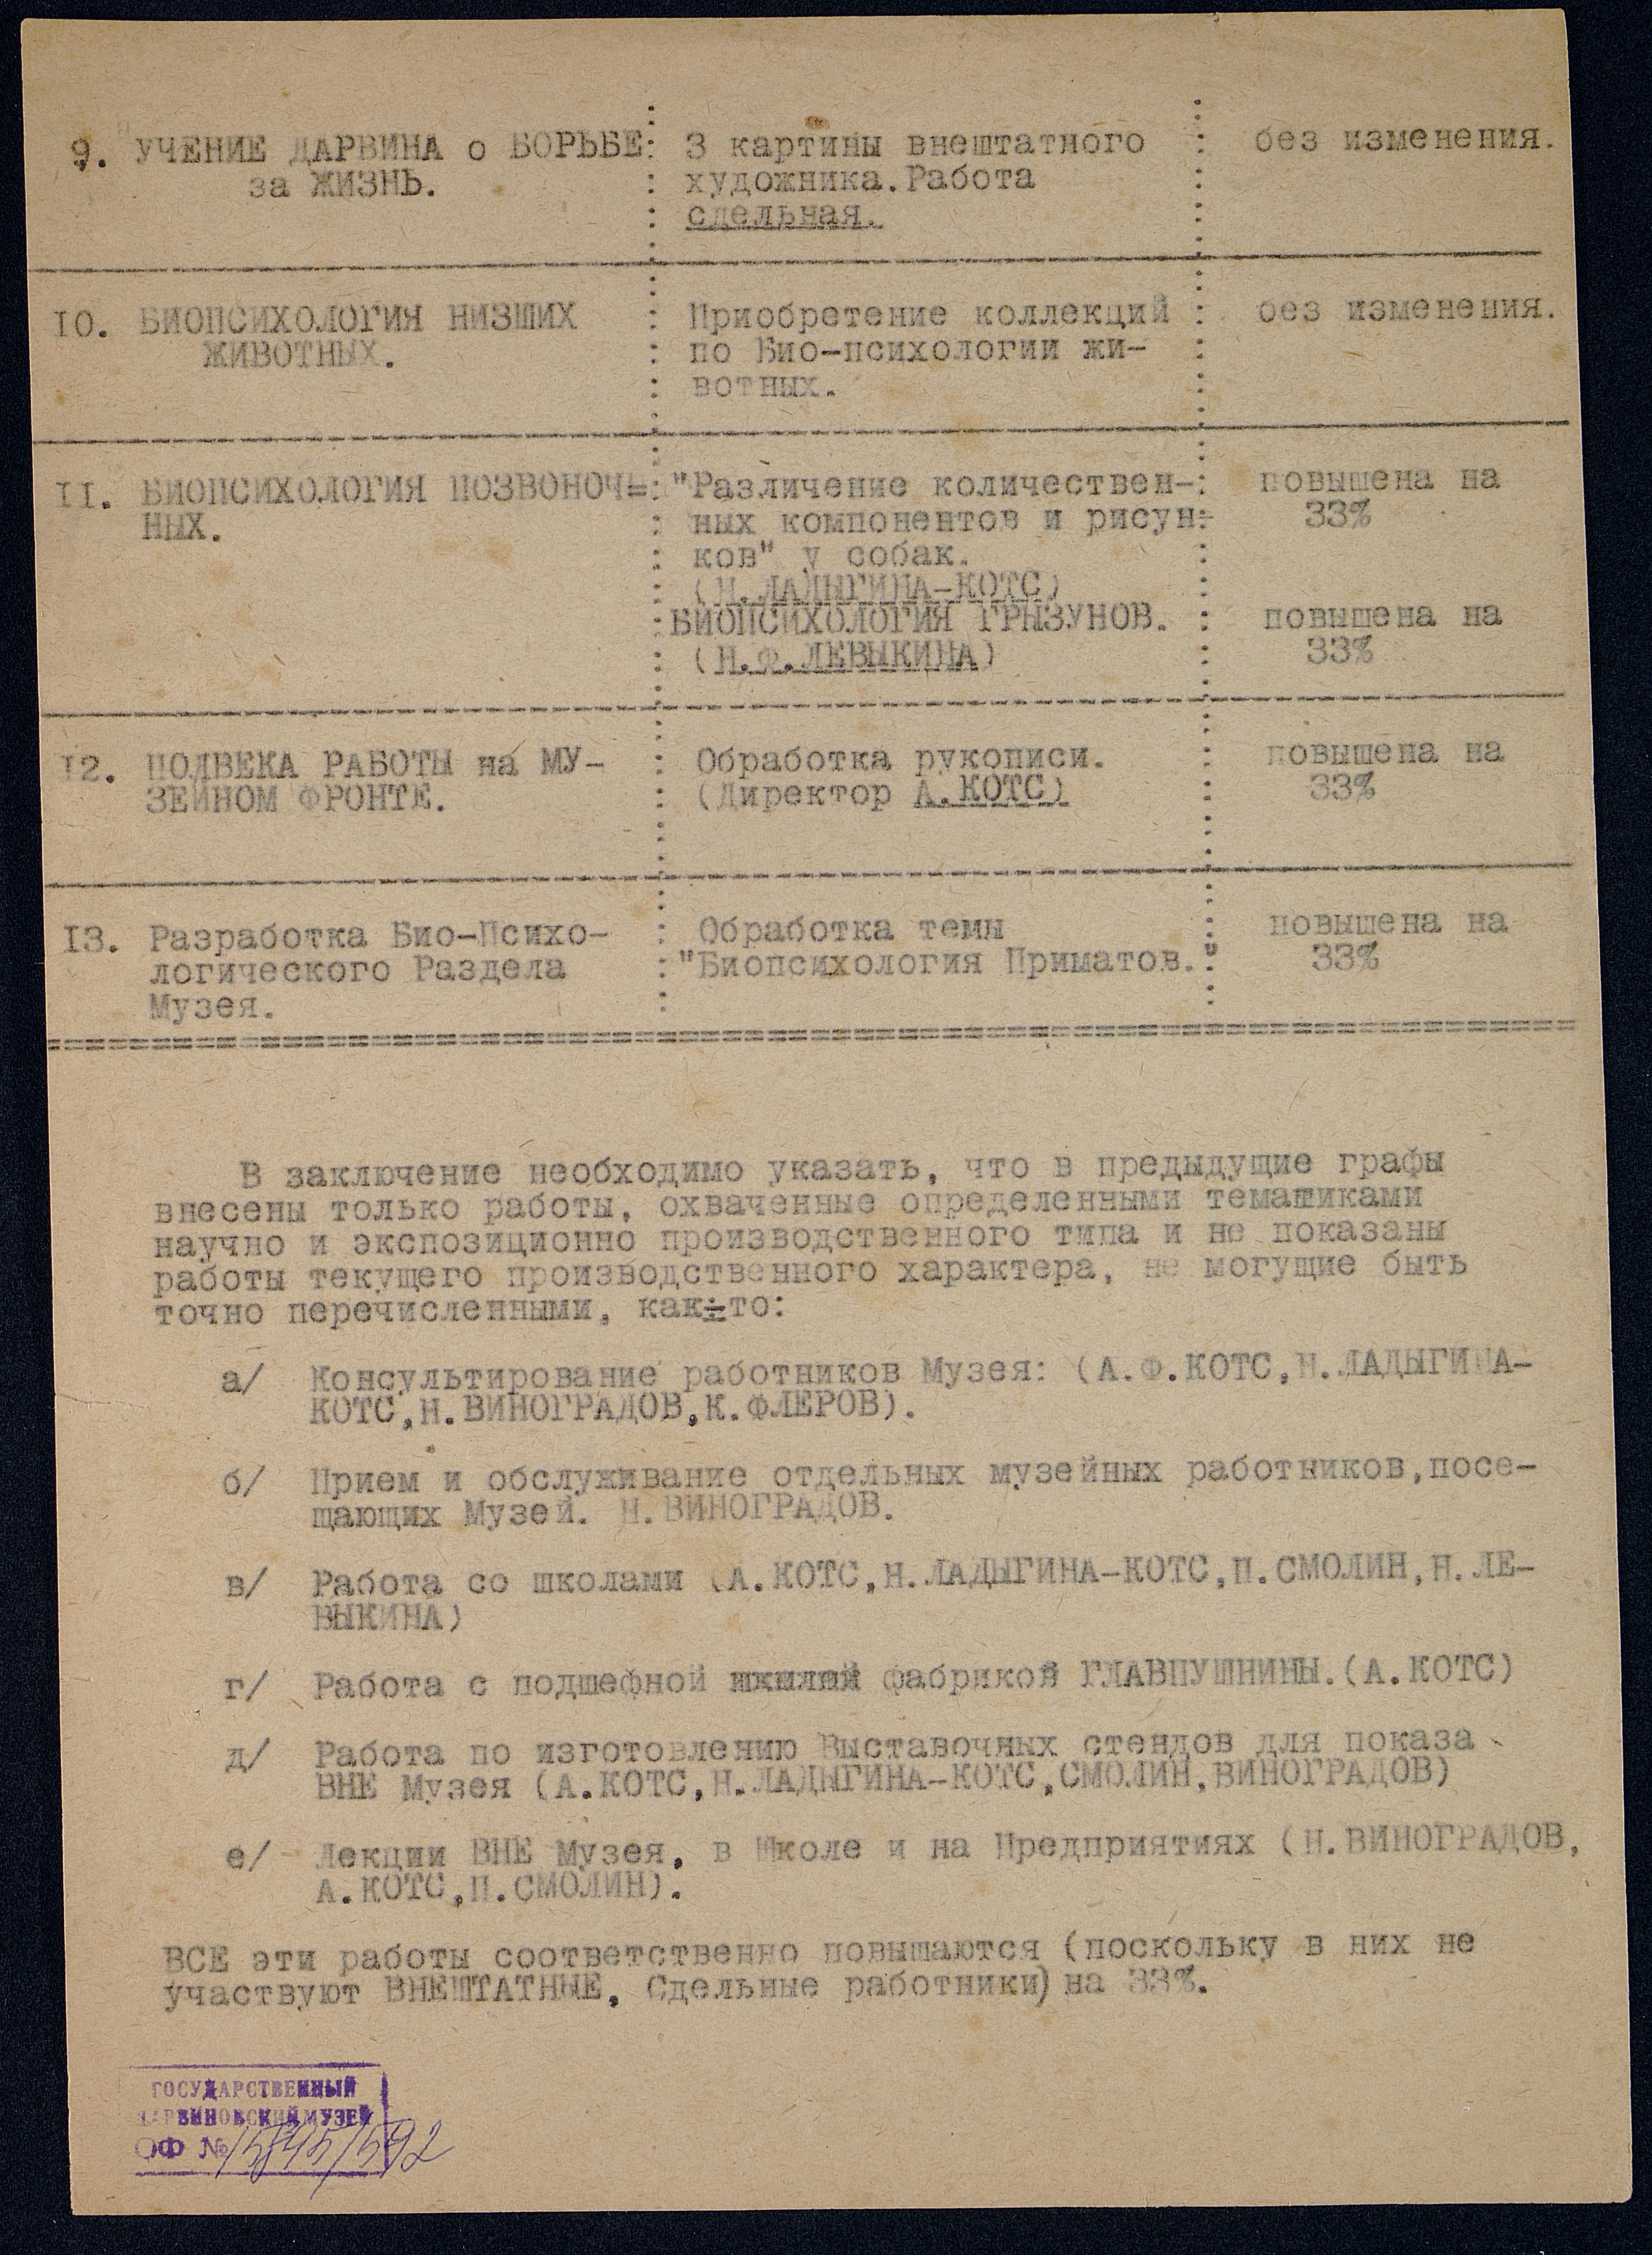 9. УЧЕНИЕ ДАРВИНА о БОРЬБЕ : 3 картины внештатного : без изменения.
за ЖИЗНЬ. : художника. Работа :
: сдельная. :
10. БИОПСИХОЛОГИЯ НИЗШИХ : Приобретение коллекций : без изменения.
ЖИВОТНЫХ. : по Био-психологии жи- :
: вотных. :
11. БИОПСИХОЛОГИЯ ПОЗВОНОЧ= : "Различение количествен- : повышена на
НЫХ. : ных компонентов и рисун- : 33%
: ков" у собак. :
: (Н. ЛАДЫГИНА-КОТС) :
: БИОПСИХОЛОГИЯ ГРЫЗУНОВ. : повышена на
: (Н.Ф. ЛЕВЫКИНА) : 33%
12. ПОЛВЕКА РАБОТЫ на МУ- : Обработка рукописи. : повышена на
ЗЕЙНОМ ФРОНТЕ. : (Директор А. КОТС) : 33%
13. Разработка Био-Психо- : Обработка темы : повышена на
логического Раздела : "Биопсихология Приматов." : 33%
Музея. :
В заключение необходимо указать, что в предыдущие графы
внесены только работы, охваченные определенными тематиками
научно и экспозиционно производственного типа и не показаны
работы текущего производственного характера, не могущие быть
точно перечисленными, как-то:
а/ Консультирование работников Музея: (А.Ф. КОТС, Н. ЛАДЫГИНА-
КОТС, Н. ВИНОГРАДОВ, К. ФЛЕРОВ).
б/ Прием и обслуживание отдельных музейных работников, посе-
щающих Музей. Н. ВИНОГРАДОВ.
в/ Работа со школами (А. КОТС, Н. ЛАДЫГИНА-КОТС, П. СМОЛИН, Н. ЛЕ-
ВЫКИНА)
г/ Работа с подшефной фабрикой ГЛАВПУШНИНЫ. (А. КОТС)
д/ Работа по изготовлению Выставочных стендов для показа
ВНЕ Музея (А. КОТС, Н. ЛАДЫГИНА-КОТС, СМОЛИН, ВИНОГРАДОВ)
е/ Лекции ВНЕ Музея, в Школе и на Предприятиях (Н. ВИНОГРАДОВ,
А. КОТС, П. СМОЛИН).
ВСЕ эти работы соответственно повышаются (поскольку в них не
участвуют ВНЕШТАТНЫЕ, Сдельные работники) на 33%.
ГОСУДАРСТВЕННЫЙ
ДАРВИНОВСКИЙ МУЗЕЙ
ОФ №